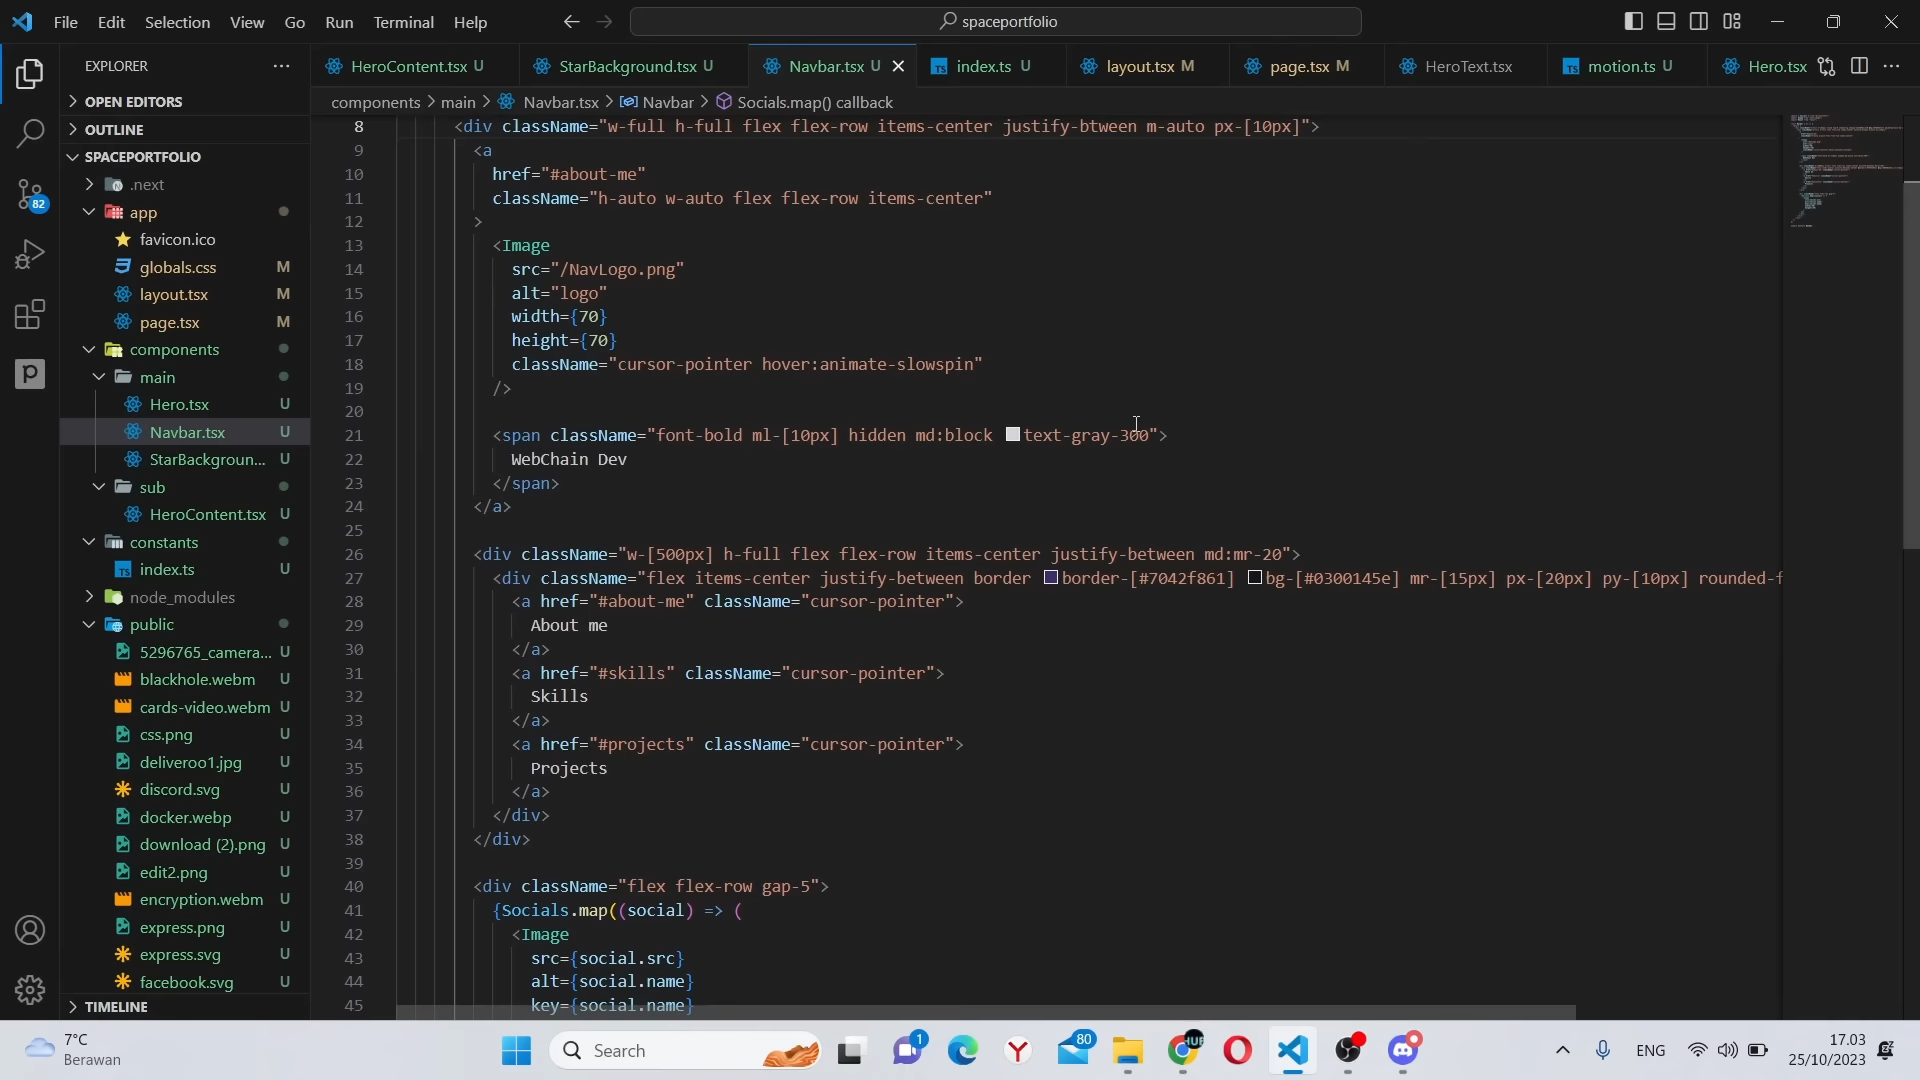 File Edit Selection View Go Run Terminal Help
spaceportfolio
EXPLORER
OPEN EDITORS
OUTLINE
SPACEPORTFOLIO
.next
app
favicon.ico
globals.css M
layout.tsx M
page.tsx M
components
main
Hero.tsx U
Navbar.tsx U
StarBackgroun... U
sub
HeroContent.tsx U
constants
index.ts U
node_modules
public
5296765_camera... U
blackhole.webm U
cards-video.webm U
css.png U
deliveroo1.jpg U
discord.svg U
docker.webp U
download (2).png U
edit2.png U
encryption.webm U
express.png U
express.svg U
facebook.svg U
TIMELINE
82
HeroContent.tsx U StarBackground.tsx U Navbar.tsx U index.ts U layout.tsx M page.tsx M HeroText.tsx motion.ts U Hero.tsx
components > main > Navbar.tsx > Navbar > Socials.map() callback
8 <div className="w-full h-full flex flex-row items-center justify-btween m-auto px-[10px]">
9 <a
10 href="#about-me"
11 className="h-auto w-auto flex flex-row items-center"
12 >
13 <Image
14 src="/NavLogo.png"
15 alt="logo"
16 width={70}
17 height={70}
18 className="cursor-pointer hover:animate-slowspin"
19 />
20
21 <span className="font-bold ml-[10px] hidden md:block text-gray-300">
22 WebChain Dev
23 </span>
24 </a>
25
26 <div className="w-[500px] h-full flex flex-row items-center justify-between md:mr-20">
27 <div className="flex items-center justify-between border border-[#7042f861] bg-[#0300145e] mr-[15px] px-[20px] py-[10px] rounded-f
28 <a href="#about-me" className="cursor-pointer">
29 About me
30 </a>
31 <a href="#skills" className="cursor-pointer">
32 Skills
33 </a>
34 <a href="#projects" className="cursor-pointer">
35 Projects
36 </a>
37 </div>
38 </div>
39
40 <div className="flex flex-row gap-5">
41 {Socials.map((social) => (
42 <Image
43 src={social.src}
44 alt={social.name}
45 key={social.name}
7°C
Berawan
Search
1
80
HUB
ENG
17.03
25/10/2023